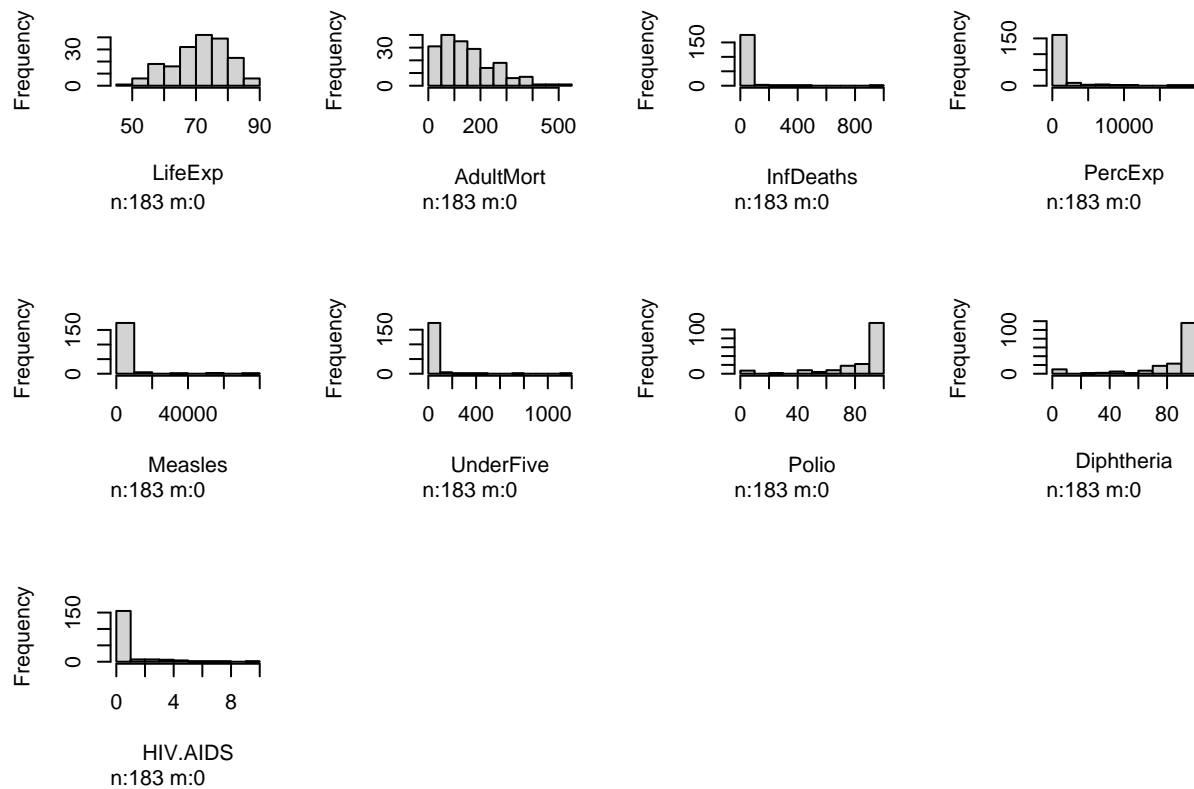 Frequency
0 30
50 70 90
LifeExp
n:183 m:0
Frequency
0 30
0 200 500
AdultMort
n:183 m:0
Frequency
0 150
0 400 800
InfDeaths
n:183 m:0
Frequency
0 150
0 10000
PercExp
n:183 m:0
Frequency
0 150
0 40000
Measles
n:183 m:0
Frequency
0 150
0 400 1000
UnderFive
n:183 m:0
Frequency
0 100
0 40 80
Polio
n:183 m:0
Frequency
0 100
0 40 80
Diphtheria
n:183 m:0
Frequency
0 150
0 4 8
HIV.AIDS
n:183 m:0